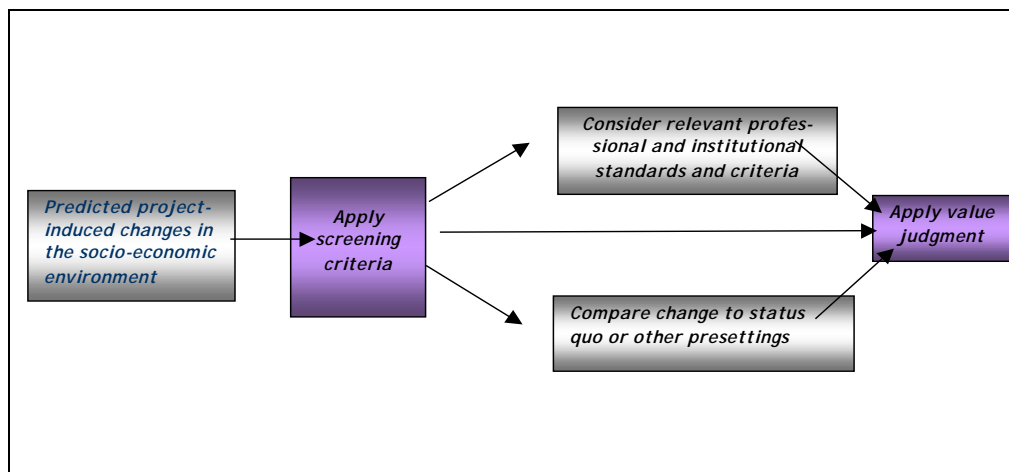 Predicted project-
induced changes in
the socio-economic
environment
Apply
screening
criteria
Consider relevant profes-
sional and institutional
standards and criteria
Compare change to status
quo or other presettings
Apply value
judgment